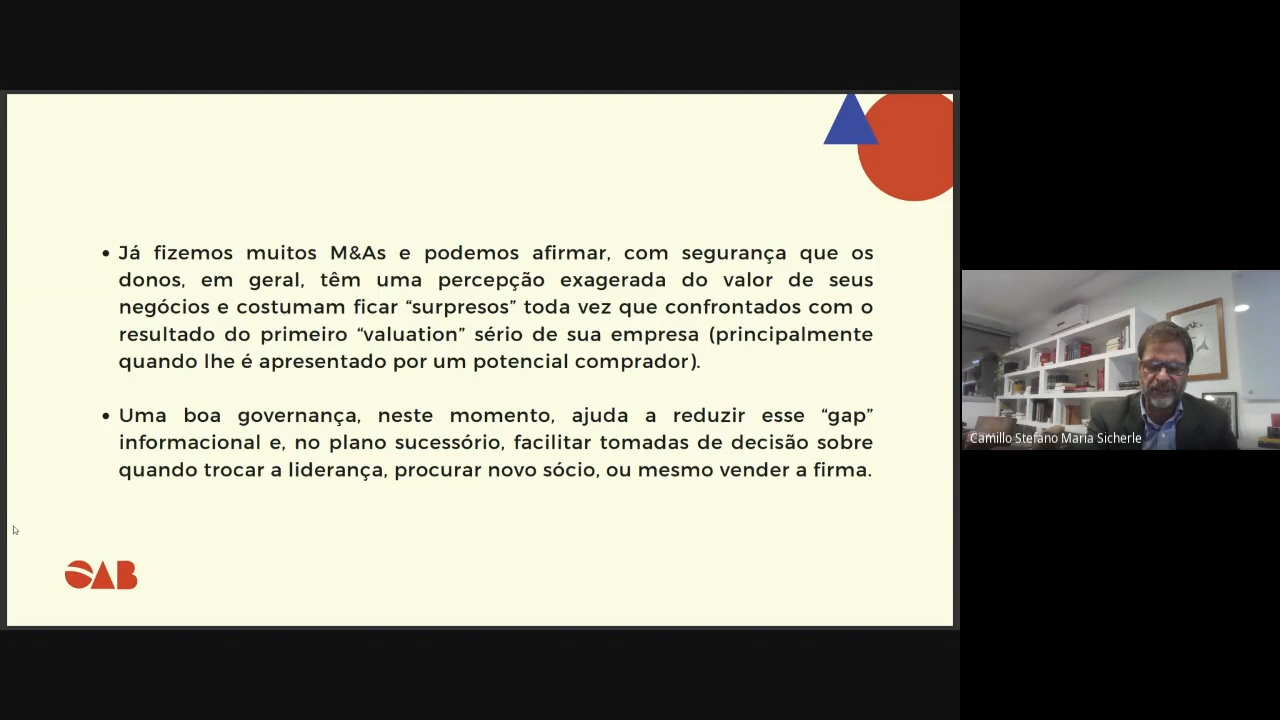 • Já fizemos muitos M&As e podemos afirmar, com segurança que os
donos, em geral, têm uma percepção exagerada do valor de seus
negócios e costumam ficar “surpresos” toda vez que confrontados com o
resultado do primeiro “valuation” sério de sua empresa (principalmente
quando lhe é apresentado por um potencial comprador).
• Uma boa governança, neste momento, ajuda a reduzir esse “gap”
informacional e, no plano sucessório, facilitar tomadas de decisão sobre
quando trocar a liderança, procurar novo sócio, ou mesmo vender a firma.
OAB
Camillo Stefano Maria Sicherle